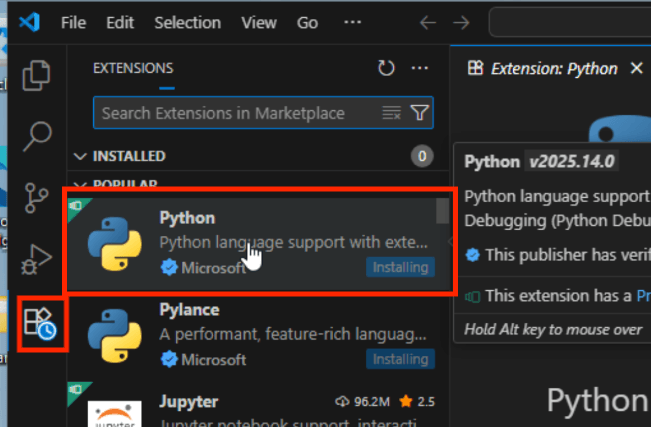 File Edit Selection View Go ...
EXTENSIONS
Extension: Python
Search Extensions in Marketplace
INSTALLED
0
POPULAR
Python
Python language support with exte...
Microsoft
Installing
Pylance
A performant, feature-rich languag...
Microsoft
Installing
Jupyter
96.2M
2.5
Jupyter notebook support, interacti
Python v2025.14.0
Python language support
Debugging (Python Debu
This publisher has verif
This extension has a Pr
Hold Alt key to mouse over
Python